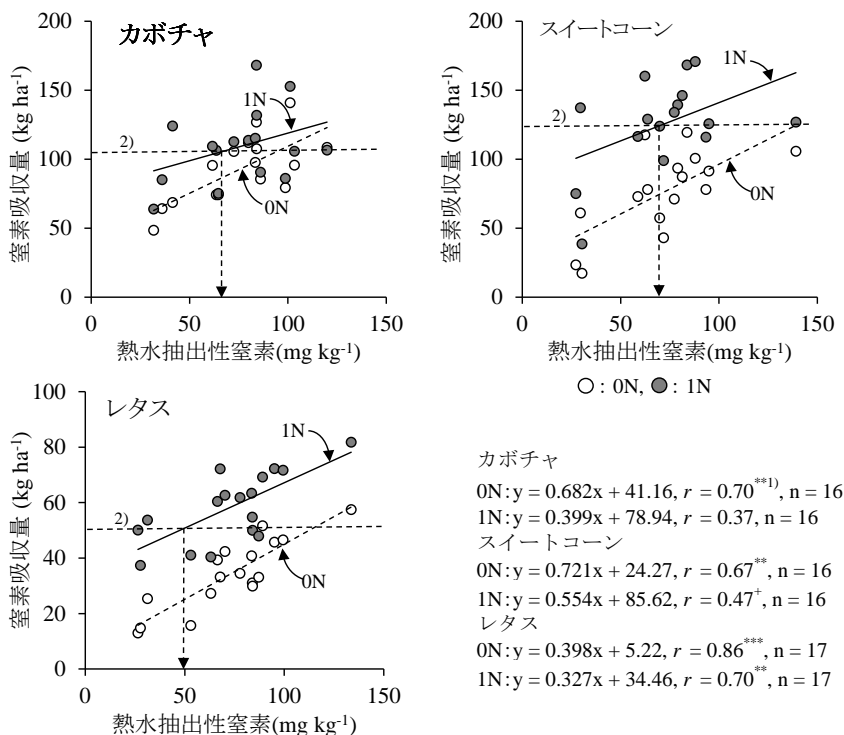 カボチャ
窒素吸収量 (kg ha-1)
200
150
100
50
0
2)
1N
0N
0
50
100
150
熱水抽出性窒素(mg kg-1)
スイートコーン
窒素吸収量 (kg ha-1)
200
150
100
50
0
2)
1N
0N
0
50
100
150
熱水抽出性窒素(mg kg-1)
○: 0N, ●: 1N
レタス
窒素吸収量 (kg ha-1)
100
80
60
40
20
0
2)
1N
0N
0
50
100
150
熱水抽出性窒素(mg kg-1)
カボチャ
0N:y = 0.682x + 41.16, r = 0.70**1), n = 16
1N:y = 0.399x + 78.94, r = 0.37, n = 16
スイートコーン
0N:y = 0.721x + 24.27, r = 0.67**, n = 16
1N:y = 0.554x + 85.62, r = 0.47+, n = 16
レタス
0N:y = 0.398x + 5.22, r = 0.86***, n = 17
1N:y = 0.327x + 34.46, r = 0.70**, n = 17